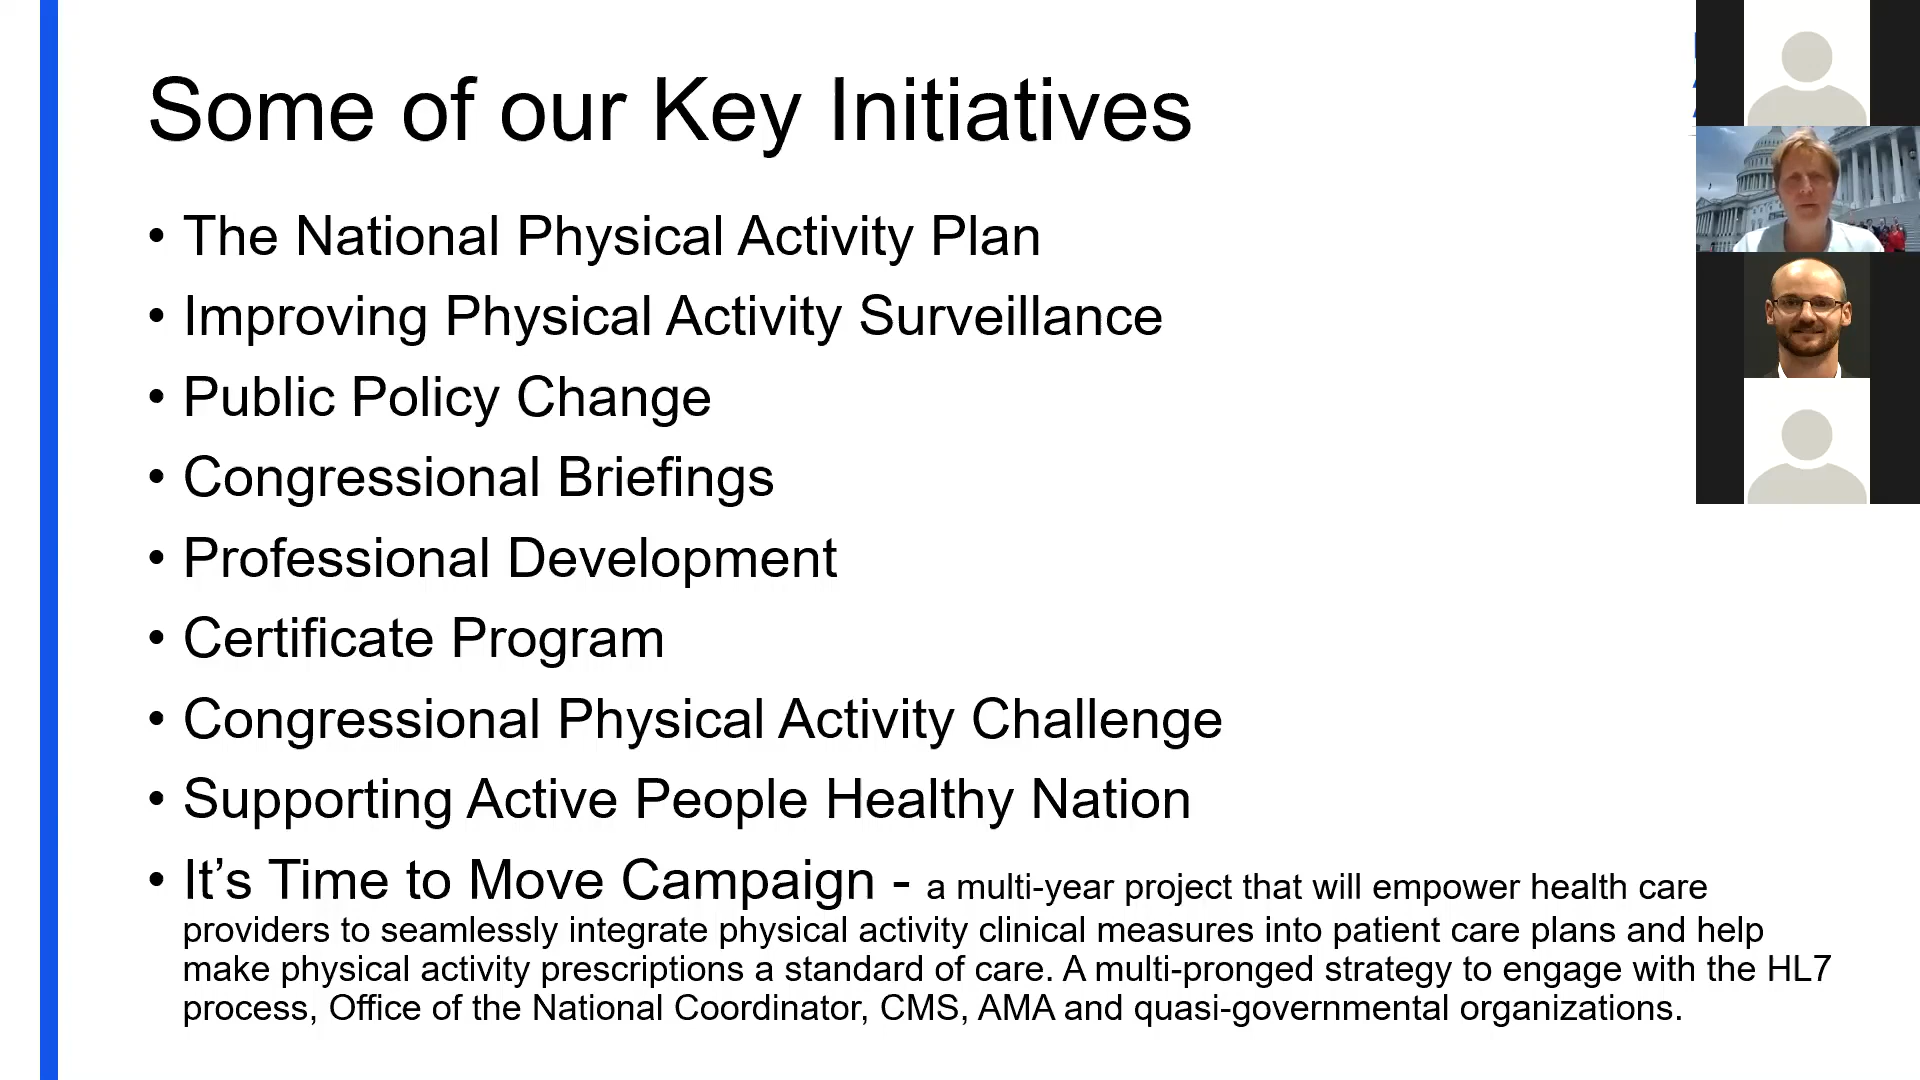 Some of our Key Initiatives
• The National Physical Activity Plan
• Improving Physical Activity Surveillance
• Public Policy Change
• Congressional Briefings
• Professional Development
• Certificate Program
• Congressional Physical Activity Challenge
• Supporting Active People Healthy Nation
• It’s Time to Move Campaign - a multi-year project that will empower health care
providers to seamlessly integrate physical activity clinical measures into patient care plans and help
make physical activity prescriptions a standard of care. A multi-pronged strategy to engage with the HL7
process, Office of the National Coordinator, CMS, AMA and quasi-governmental organizations.